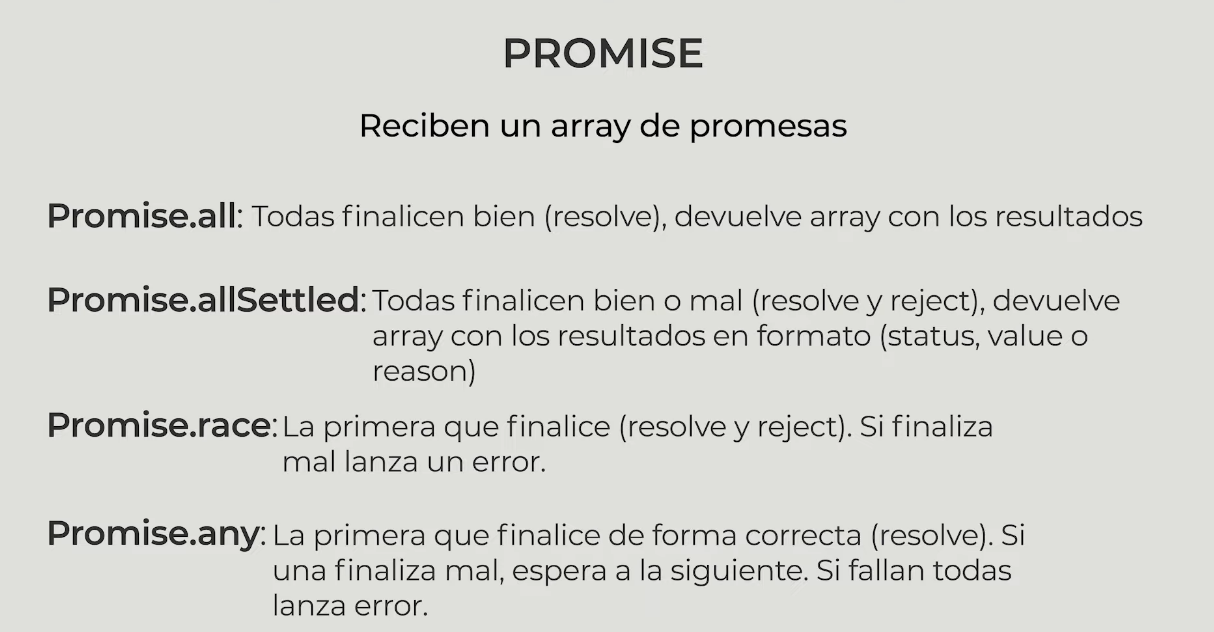 PROMISE
Reciben un array de promesas
Promise.all: Todas finalicen bien (resolve), devuelve array con los resultados
Promise.allSettled: Todas finalicen bien o mal (resolve y reject), devuelve
array con los resultados en formato (status, value o
reason)
Promise.race: La primera que finalice (resolve y reject). Si finaliza
mal lanza un error.
Promise.any: La primera que finalice de forma correcta (resolve). Si
una finaliza mal, espera a la siguiente. Si fallan todas
lanza error.